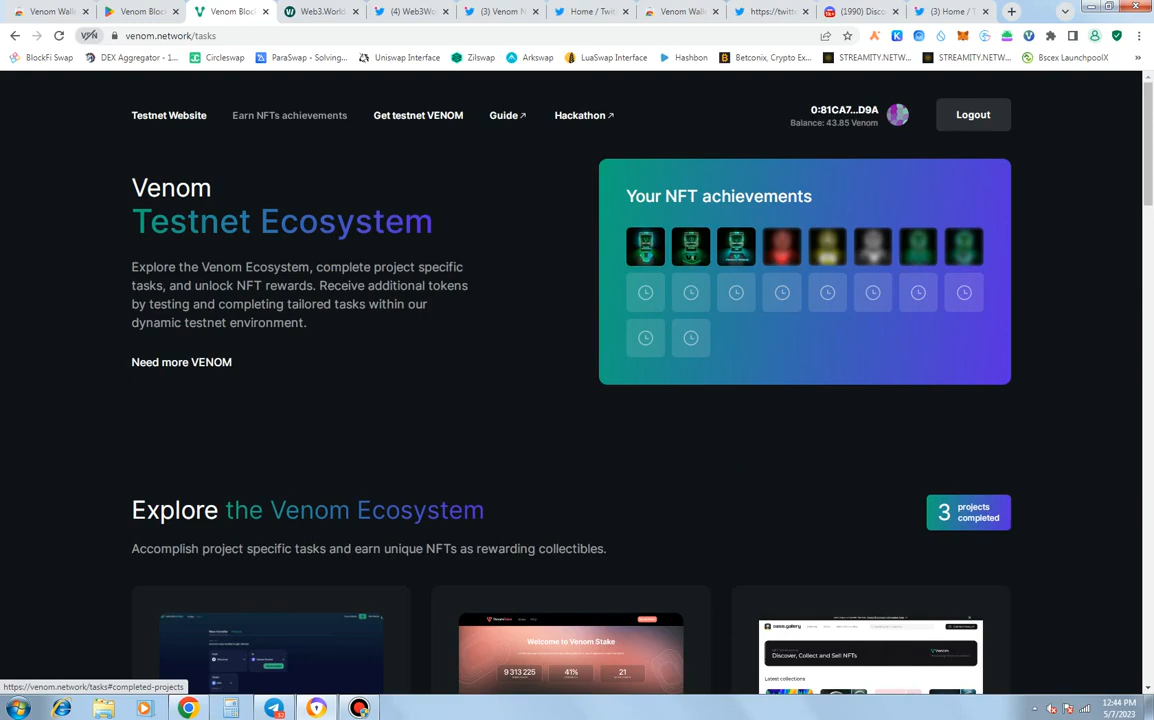 Venom Wall
Venom Bloc
Venom Bloc
Web3.World
(4) Web3Wo
(3) Venom N
Home / Twit
Venom Wall
https://twitt
(1990) Disco
(3) Home / T
VPN
venom.network/tasks
BlockFi Swap
DEX Aggregator - 1...
Circleswap
ParaSwap - Solving...
Uniswap Interface
Zilswap
Arkswap
LuaSwap Interface
Hashbon
Betconix, Crypto Ex...
STREAMITY.NETW...
STREAMITY.NETW...
Bscex LaunchpoolX
Testnet Website
Earn NFTs achievements
Get testnet VENOM
Guide
Hackathon
0:81CA7...D9A
Balance: 43.85 Venom
Logout
Venom
Testnet Ecosystem
Explore the Venom Ecosystem, complete project specific
tasks, and unlock NFT rewards. Receive additional tokens
by testing and completing tailored tasks within our
dynamic testnet environment.
Need more VENOM
Your NFT achievements
Explore the Venom Ecosystem
3 projects
completed
Accomplish project specific tasks and earn unique NFTs as rewarding collectibles.
Welcome to Venom Stake
9 313 225
41%
21
oasis.gallery
Discover, Collect and Sell NFTs
Venom
Latest collections
https://venom.network/tasks#completed-projects
12:44 PM
5/7/2023